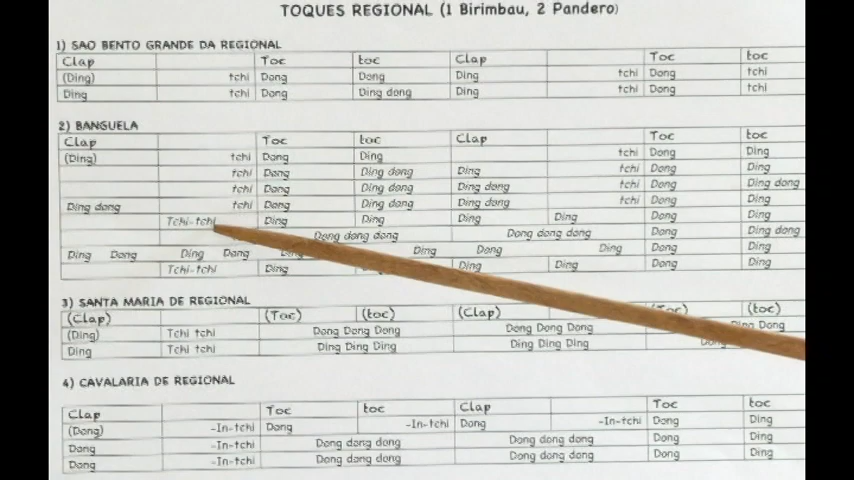 TOQUES REGIONAL (1 Birimbau, 2 Pandero)
1) SAO BENTO GRANDE DA REGIONAL
Clap Toc toc Clap Toc toc
(Ding) tchi Dong Dong Ding tchi Dong tchi
Ding tchi Dong Ding dong Ding tchi Dong tchi
2) BANGUELA
Clap Toc toc Clap Toc toc
(Ding) tchi Dong Ding tchi Dong Ding
tchi Dong Ding dong Ding tchi Dong Ding
tchi Dong Ding dong Ding dong tchi Dong Ding dong
Ding dong tchi Dong Ding dong Ding dong tchi Dong Ding
Tchi-tchi Ding Ding Ding Ding Dong Ding
Dong dong dong Dong dong dong Dong Ding dong
Ding Dong Ding Dong Ding Dong Ding Dong Ding
Tchi-tchi Ding Ding Ding Dong Ding
3) SANTA MARIA DE REGIONAL
(Clap) (Toc) (toc) (Clap) (Toc) (toc)
(Ding) Tchi tchi Dong Dong Dong Dong Dong Dong Ding Dong
Ding Tchi tchi Ding Ding Ding Ding Ding Ding Dong
4) CAVALARIA DE REGIONAL
Clap Toc toc Clap Toc toc
(Dong) -In-tchi Dong -In-tchi Dong -In-tchi Dong Ding
Dong -In-tchi Dong dong dong Dong dong dong Dong Ding
Dong -In-tchi Dong dong dong Dong dong dong Dong Ding